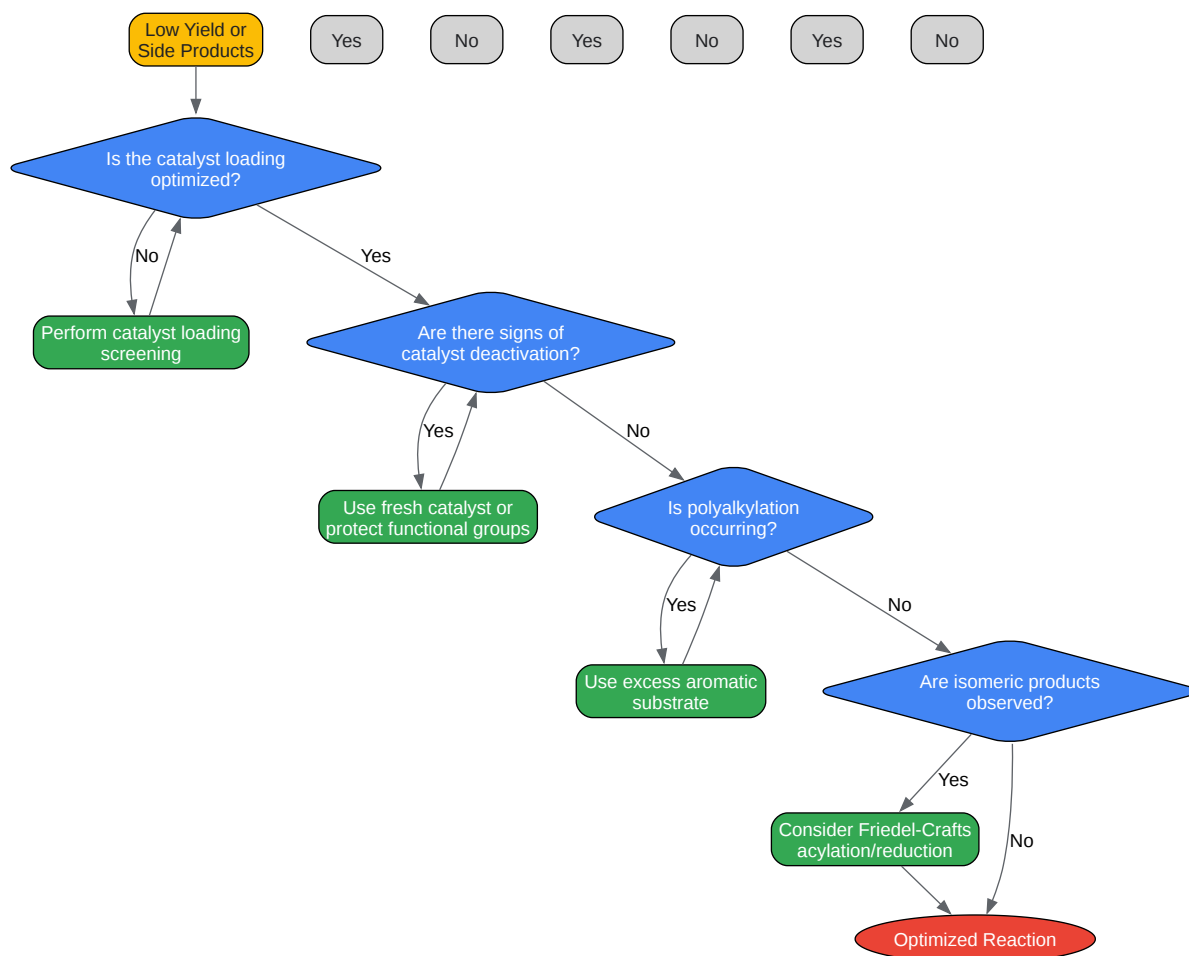 Low Yield or
Side Products
Yes
No
Yes
No
Yes
No
Is the catalyst loading
optimized?
No
Yes
Perform catalyst loading
screening
Are there signs of
catalyst deactivation?
Yes
No
Use fresh catalyst or
protect functional groups
Is polyalkylation
occurring?
Yes
No
Use excess aromatic
substrate
Are isomeric products
observed?
Yes
No
Consider Friedel-Crafts
acylation/reduction
Optimized Reaction